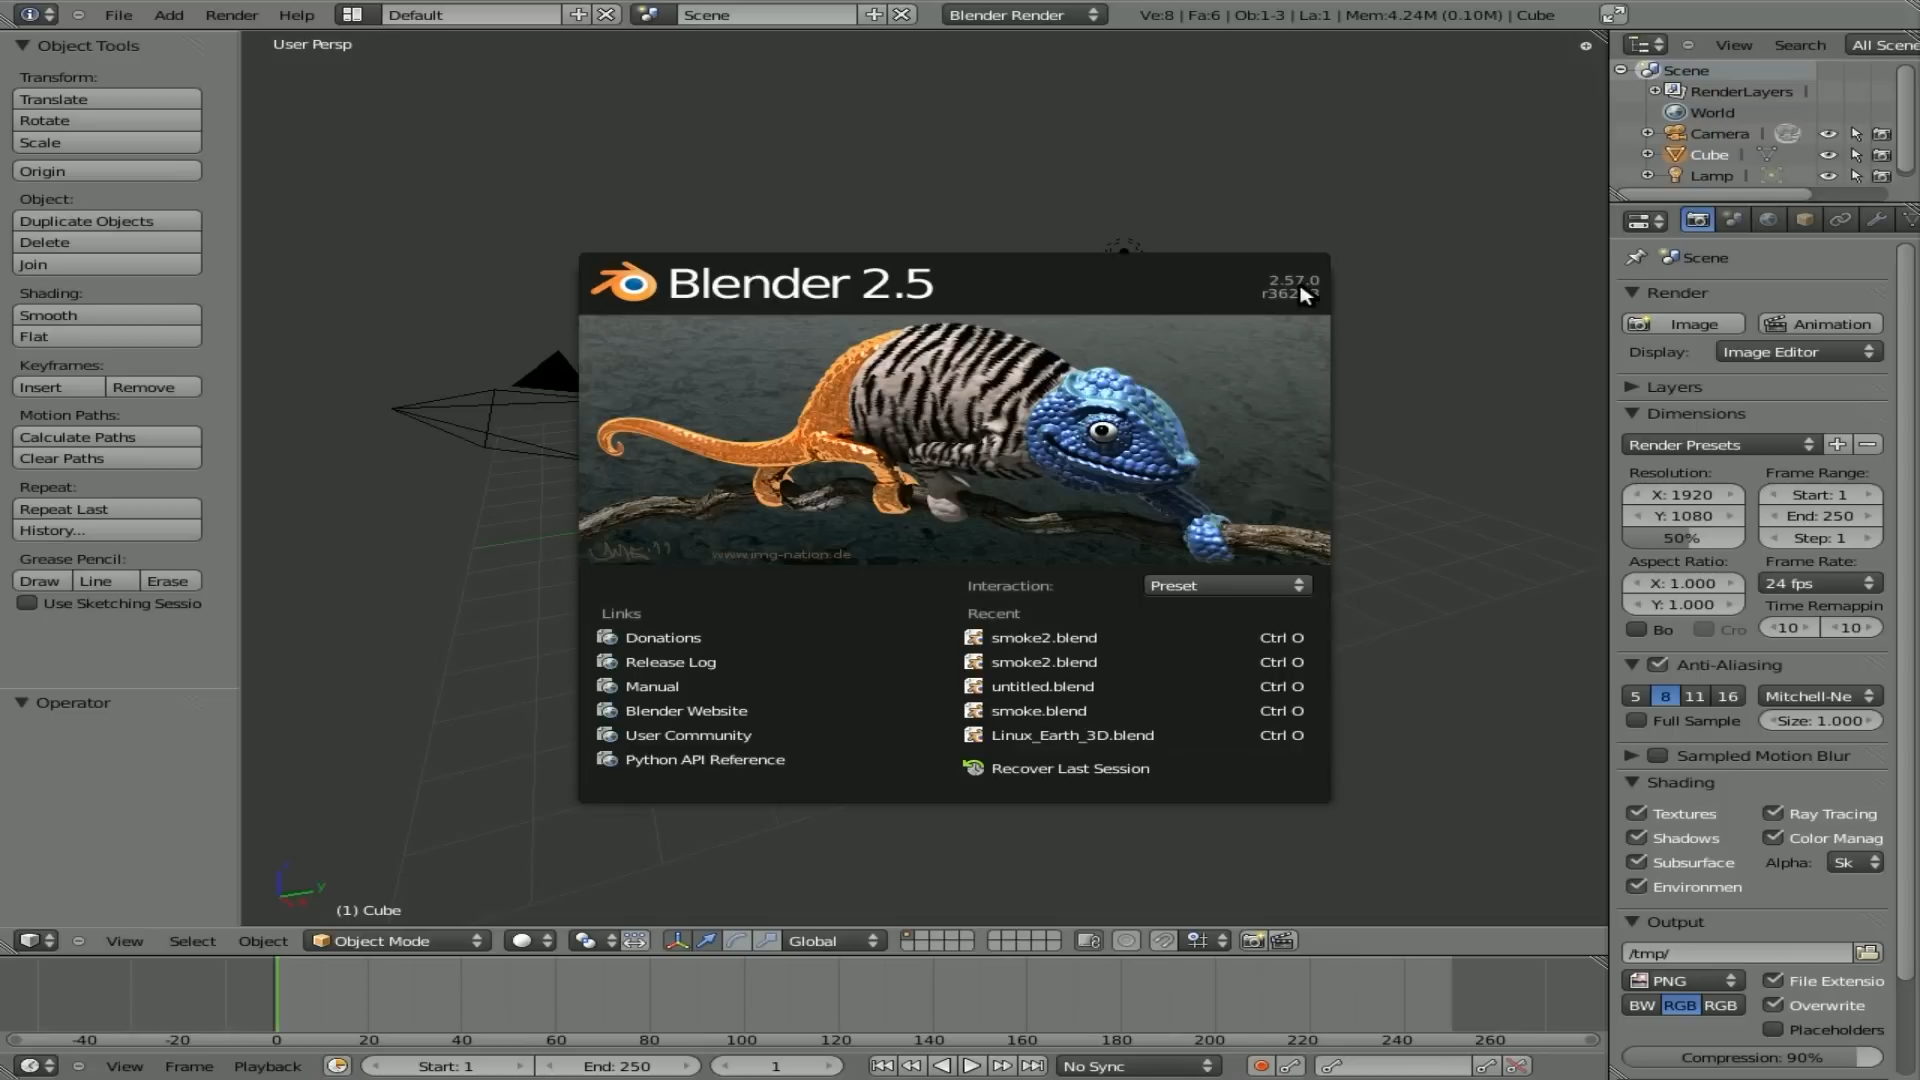 File Add Render Help Default Scene Blender Render Ve:8 | Fa:6 | Ob:1-3 | La:1 | Mem:4.24M (0.10M) | Cube
Object Tools
Transform:
Translate
Rotate
Scale
Origin
Object:
Duplicate Objects
Delete
Join
Shading:
Smooth
Flat
Keyframes:
Insert Remove
Motion Paths:
Calculate Paths
Clear Paths
Repeat:
Repeat Last
History...
Grease Pencil:
Draw Line Erase
Use Sketching Sessio
Operator
User Persp
Blender 2.5
2.57.0
www.img-nation.de
Interaction: Preset
Links
Donations
Release Log
Manual
Blender Website
User Community
Python API Reference
Recent
smoke2.blend Ctrl O
smoke2.blend Ctrl O
untitled.blend Ctrl O
smoke.blend Ctrl O
Linux_Earth_3D.blend Ctrl O
Recover Last Session
y
(1) Cube
View Select Object Object Mode Global
-40 -20 0 20 40 60 80 100 120 140 160 180 200 220 240 260
View Frame Playback Start: 1 End: 250 1 No Sync
View Search All Scene
Scene
RenderLayers
World
Camera
Cube
Lamp
Scene
Render
Image Animation
Display: Image Editor
Layers
Dimensions
Render Presets
Resolution: Frame Range:
X: 1920 Start: 1
Y: 1080 End: 250
50% Step: 1
Aspect Ratio: Frame Rate:
X: 1.000 24 fps
Y: 1.000 Time Remappin
Bo Cro 10 10
Anti-Aliasing
5 8 11 16 Mitchell-Ne
Full Sample Size: 1.000
Sampled Motion Blur
Shading
Textures Ray Tracing
Shadows Color Manag
Subsurface Alpha: Sk
Environmen
Output
/tmp/
PNG File Extensio
BW RGB RGB Overwrite
Placeholders
Compression: 90%